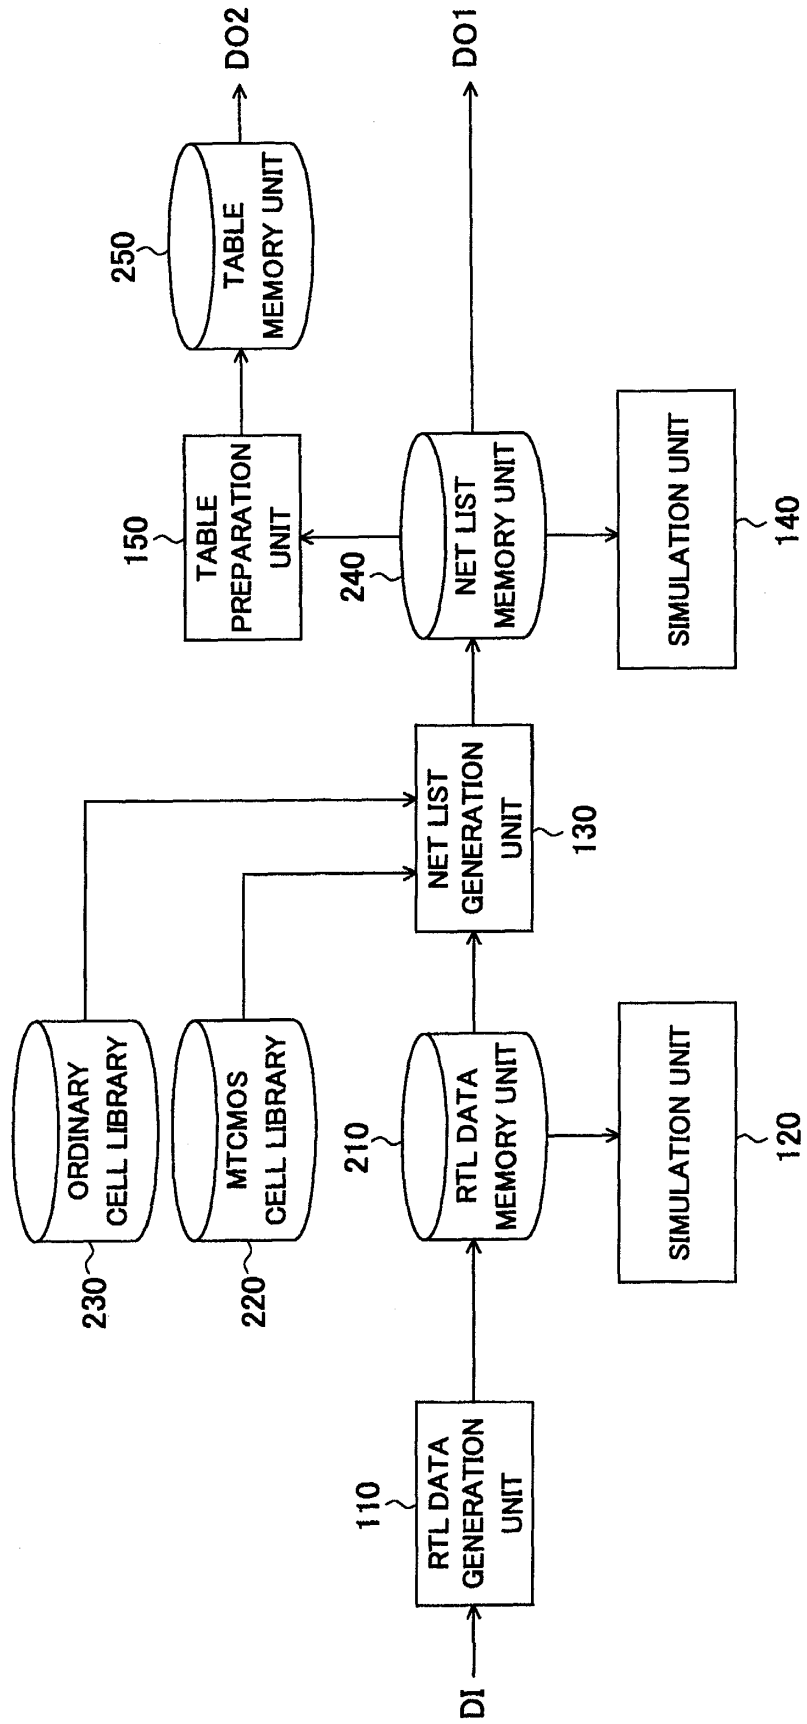 230
ORDINARY
CELL LIBRARY
220
MTCMOS
CELL LIBRARY
250
TABLE
MEMORY UNIT
DO2
150
TABLE
PREPARATION
UNIT
DI
110
RTL DATA
GENERATION
UNIT
210
RTL DATA
MEMORY UNIT
NET LIST
GENERATION
UNIT
130
240
NET LIST
MEMORY UNIT
DO1
SIMULATION UNIT
120
SIMULATION UNIT
140